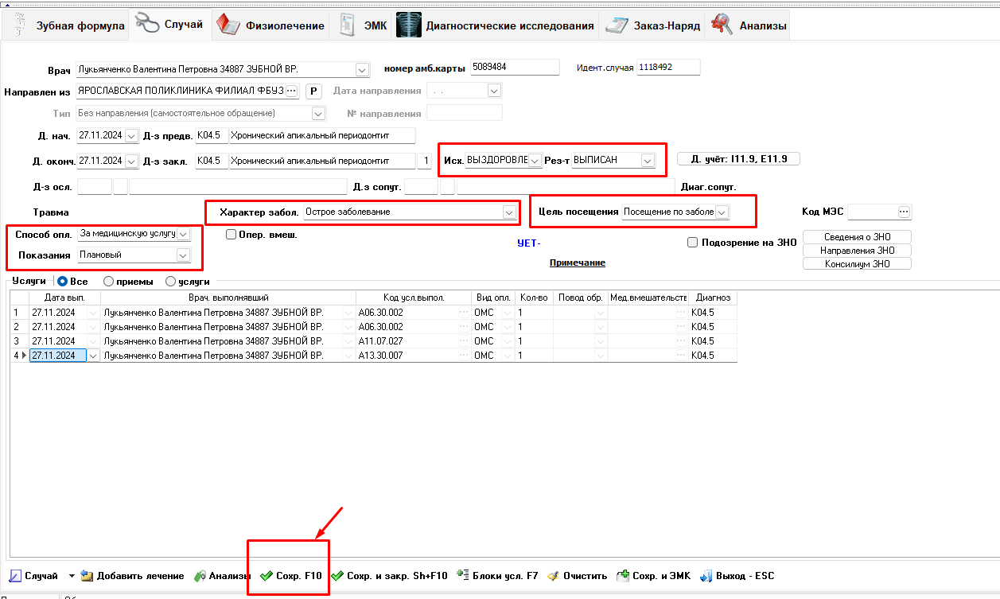 Зубная формула Случай Физиолечение ЭМК Диагностические исследования Заказ-Наряд Анализы
Врач Лукьянченко Валентина Петровна 34887 ЗУБНОЙ ВР. номер амб.карты 5089484 Идент.случая 1118492
Направлен из ЯРОСЛАВСКАЯ ПОЛИКЛИНИКА ФИЛИАЛ ФБУЗ ... Р Дата направления . .
Тип Без направления (самостоятельное обращение) № направления
Д. нач. 27.11.2024 Д-з предв. K04.5 Хронический апикальный периодонтит
Д. оконч. 27.11.2024 Д-з закл. K04.5 Хронический апикальный периодонтит 1 Исх. ВЫЗДОРОВЛЕ Рез-т ВЫПИСАН Д. учёт: I11.9, E11.9
Д-з осл. Д.з сопут. Диаг.сопут.
Травма Характер забол. Острое заболевание Цель посещения Посещение по заболе Код МЭС ...
Способ опл. За медицинскую услугу Опер. вмеш. УЕТ- Подозрение на ЗНО Сведения о ЗНО
Показания Плановый Примечание Направления ЗНО
Консилиум ЗНО
Услуги Все приемы услуги
Дата вып. Врач. выполнявший Код усл.выпол. Вид опл. Кол-во Повод обр. Мед.вмешательств Диагноз
1 27.11.2024 Лукьянченко Валентина Петровна 34887 ЗУБНОЙ ВР. A06.30.002 ... ОМС 1 ... K04.5
2 27.11.2024 Лукьянченко Валентина Петровна 34887 ЗУБНОЙ ВР. A06.30.002 ... ОМС 1 ... K04.5
3 27.11.2024 Лукьянченко Валентина Петровна 34887 ЗУБНОЙ ВР. A11.07.027 ... ОМС 1 ... K04.5
4 27.11.2024 Лукьянченко Валентина Петровна 34887 ЗУБНОЙ ВР. A13.30.007 ... ОМС 1 ... K04.5
Случай Добавить лечение Анализы Сохр. F10 Сохр. и закр. Sh+F10 Блоки усл. F7 Очистить Сохр. и ЭМК Выход - ESC